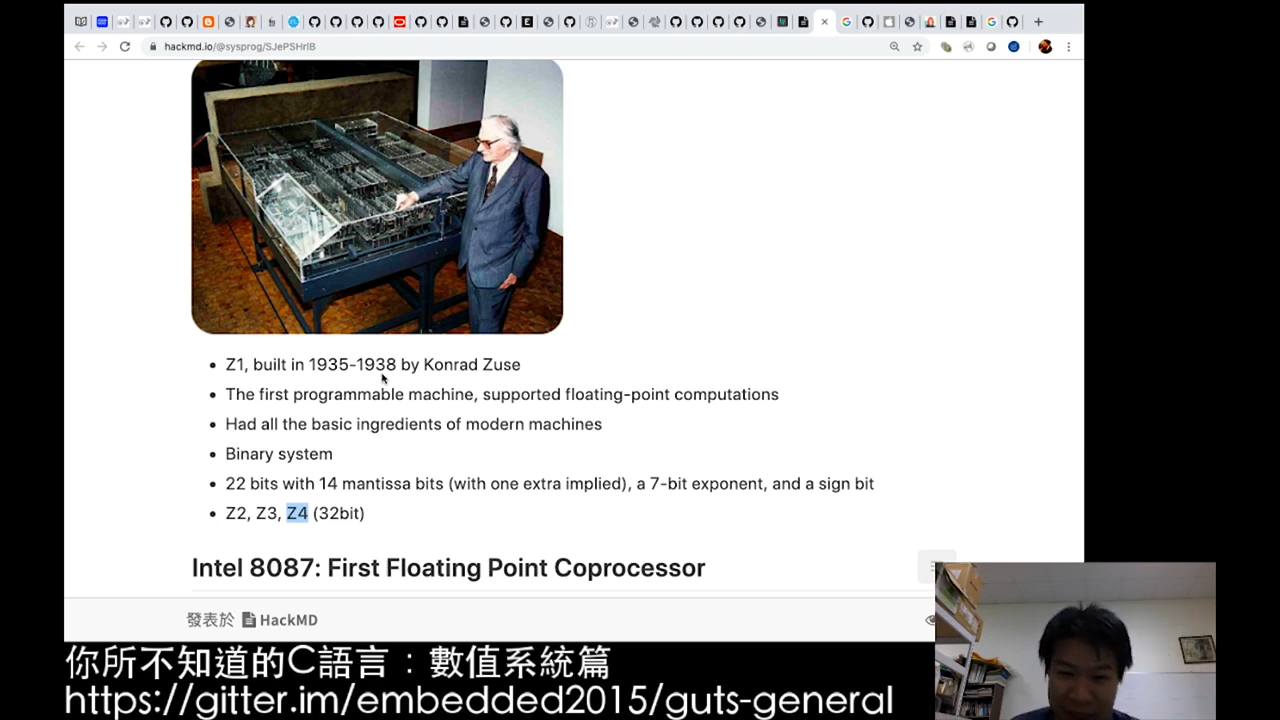 hackmd.io/@sysprog/SJePSHrlB
Z1, built in 1935-1938 by Konrad Zuse
The first programmable machine, supported floating-point computations
Had all the basic ingredients of modern machines
Binary system
22 bits with 14 mantissa bits (with one extra implied), a 7-bit exponent, and a sign bit
Z2, Z3, Z4 (32bit)
Intel 8087: First Floating Point Coprocessor
發表於 HackMD
你所不知道的C語言：數值系統篇
https://gitter.im/embedded2015/guts-general